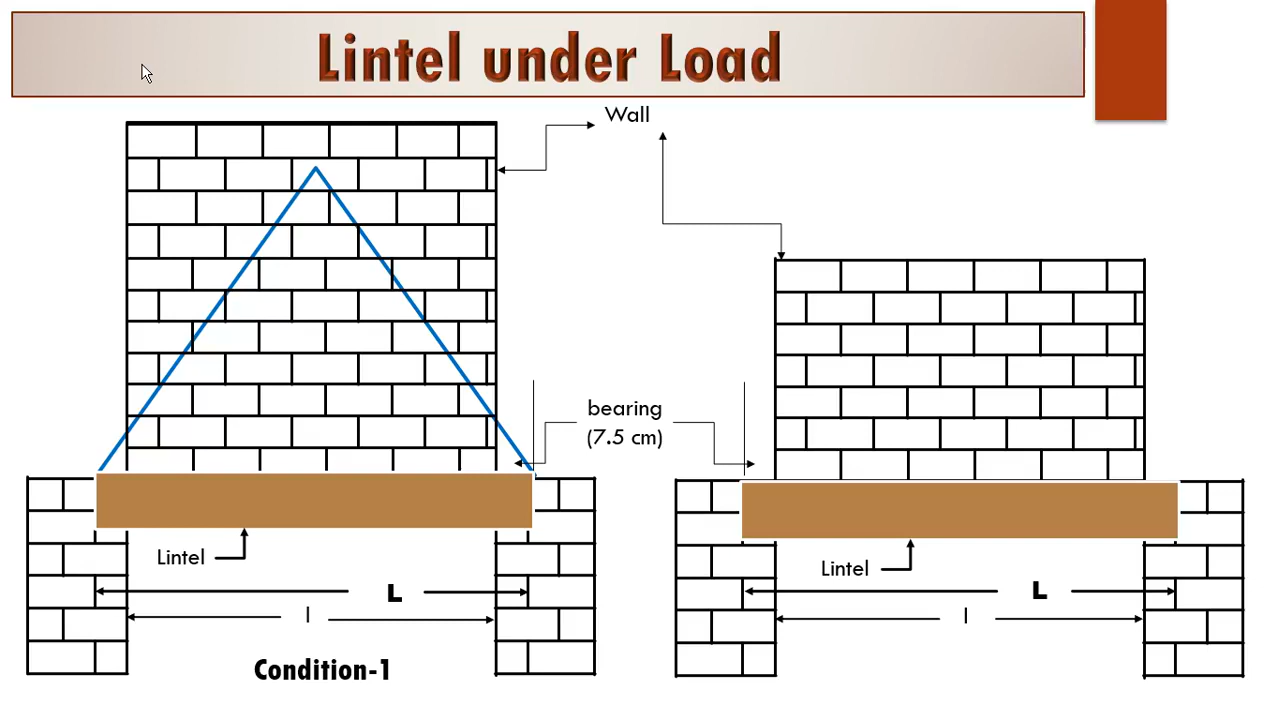 Lintel under Load
Wall
bearing
(7.5 cm)
Lintel
L
l
Condition-1
Lintel
L
l